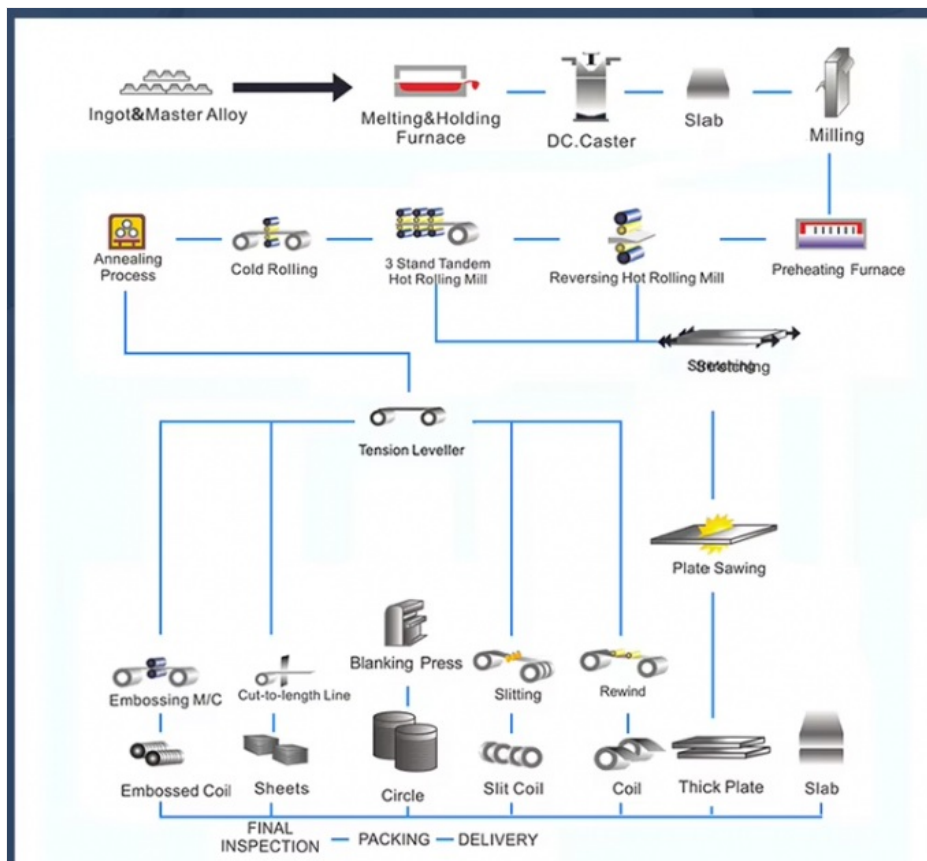 Ingot&Master Alloy
Melting&Holding
Furnace
DC.Caster
Slab
Milling
Annealing
Process
Cold Rolling
3 Stand Tandem
Hot Rolling Mill
Reversing Hot Rolling Mill
Preheating Furnace
Stretching
Tension Leveller
Plate Sawing
Blanking Press
Embossing M/C
Cut-to-length Line
Slitting
Rewind
Embossed Coil
Sheets
Circle
Slit Coil
Coil
Thick Plate
Slab
FINAL
INSPECTION — PACKING — DELIVERY